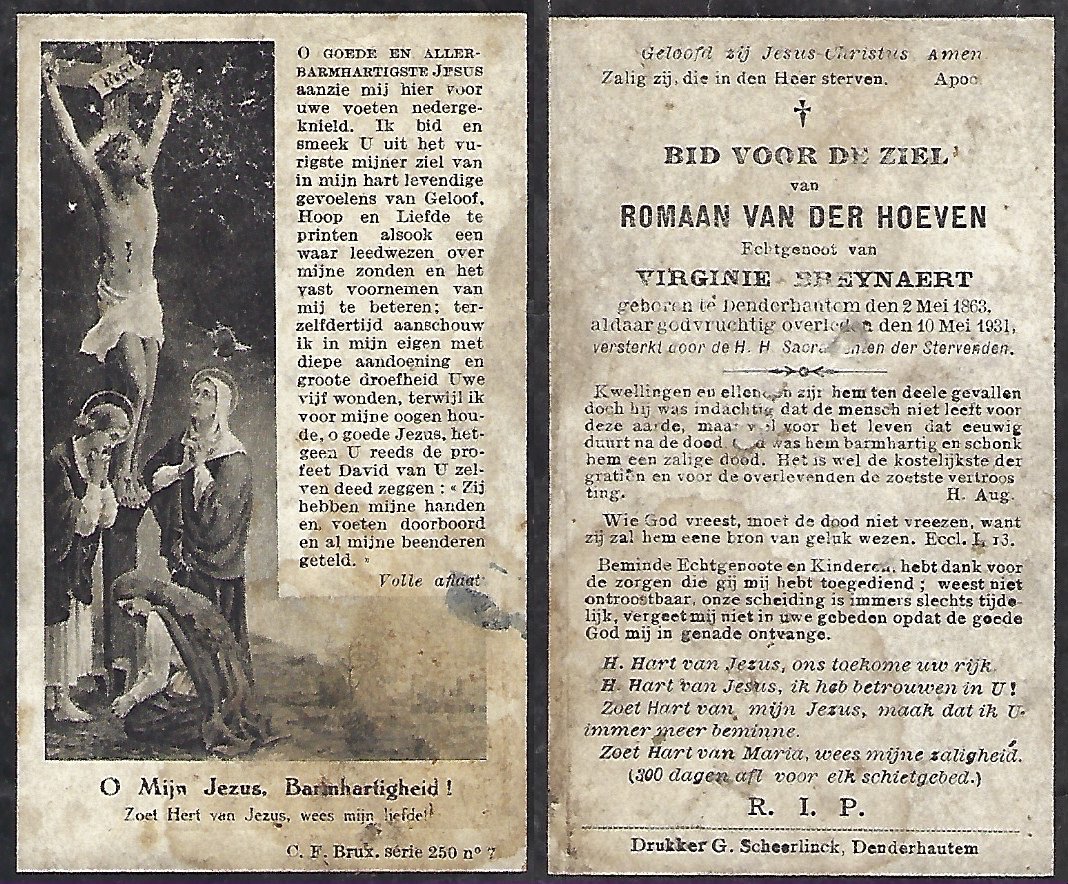 O GOEDE EN ALLER-
BARMHARTIGSTE JESUS
aanzie mij hier voor
uwe voeten nederge-
knield. Ik bid en
smeek U uit het vu-
rigste mijner ziel van
in mijn hart levendige
gevoelens van Geloof,
Hoop en Liefde te
printen alsook een
waar leedwezen over
mijne zonden en het
vast voornemen van
mij te beteren; ter-
zelfdertijd aanschouw
ik in mijn eigen met
diepe aandoening en
groote droefheid Uwe
vijf wonden, terwijl ik
voor mijne oogen hou-
de, o goede Jezus, het-
geen U reeds de pro-
feet David van U zel-
ven deed zeggen : « Zij
hebben mijne handen
en voeten doorboord
en al mijne beenderen
geteld. »
Volle aflaat
O Mijn Jezus, Barmhartigheid !
Zoet Hert van Jezus, wees mijn liefde!
C. F. Brux. série 250 nº 7
Geloofd zij Jesus-Christus Amen
Zalig zij, die in den Heer sterven. Apoc
BID VOOR DE ZIEL
van
ROMAAN VAN DER HOEVEN
Echtgenoot van
VIRGINIE BREYNAERT
geboren te Denderhautem den 2 Mei 1863,
aldaar godvruchtig overleden den 10 Mei 1931,
versterkt door de H. H. Sacramenten der Stervenden.
Kwellingen en ellenden zijn hem ten deele gevallen
doch hij was indachtig dat de mensch niet leeft voor
deze aarde, maar wel voor het leven dat eeuwig
duurt na de dood was hem barmhartig en schonk
hem een zalige dood. Het is wel de kostelijkste der
gratiën en voor de overlevenden de zoetste vertroos
ting. H. Aug.
Wie God vreest, moet de dood niet vreezen, want
zij zal hem eene bron van geluk wezen. Eccl. I, 13.
Beminde Echtgenoote en Kinderen, hebt dank voor
de zorgen die gij mij hebt toegediend ; weest niet
ontroostbaar, onze scheiding is immers slechts tijde-
lijk, vergeet mij niet in uwe gebeden opdat de goede
God mij in genade ontvange.
H. Hart van Jezus, ons toekome uw rijk.
H. Hart van Jesus, ik heb betrouwen in U !
Zoet Hart van mijn Jezus, maak dat ik U
immer meer beminne.
Zoet Hart van Maria, wees mijne zaligheid.
(300 dagen afl voor elk schietgebed.)
R. I. P.
Drukker G. Scheerlinck, Denderhautem